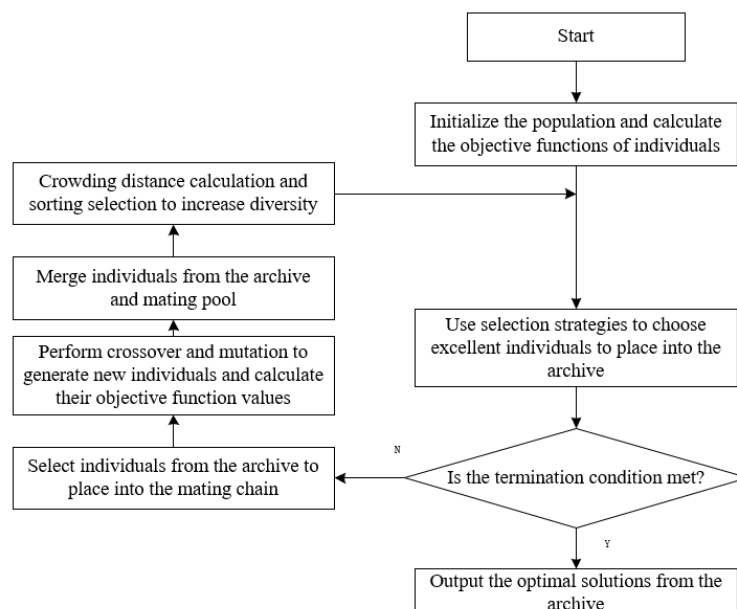 Start
Initialize the population and calculate
the objective functions of individuals
Crowding distance calculation and
sorting selection to increase diversity
Merge individuals from the archive
and mating pool
Use selection strategies to choose
excellent individuals to place into the
archive
Perform crossover and mutation to
generate new individuals and calculate
their objective function values
N
Select individuals from the archive to
place into the mating chain
Is the termination condition met?
Y
Output the optimal solutions from the
archive